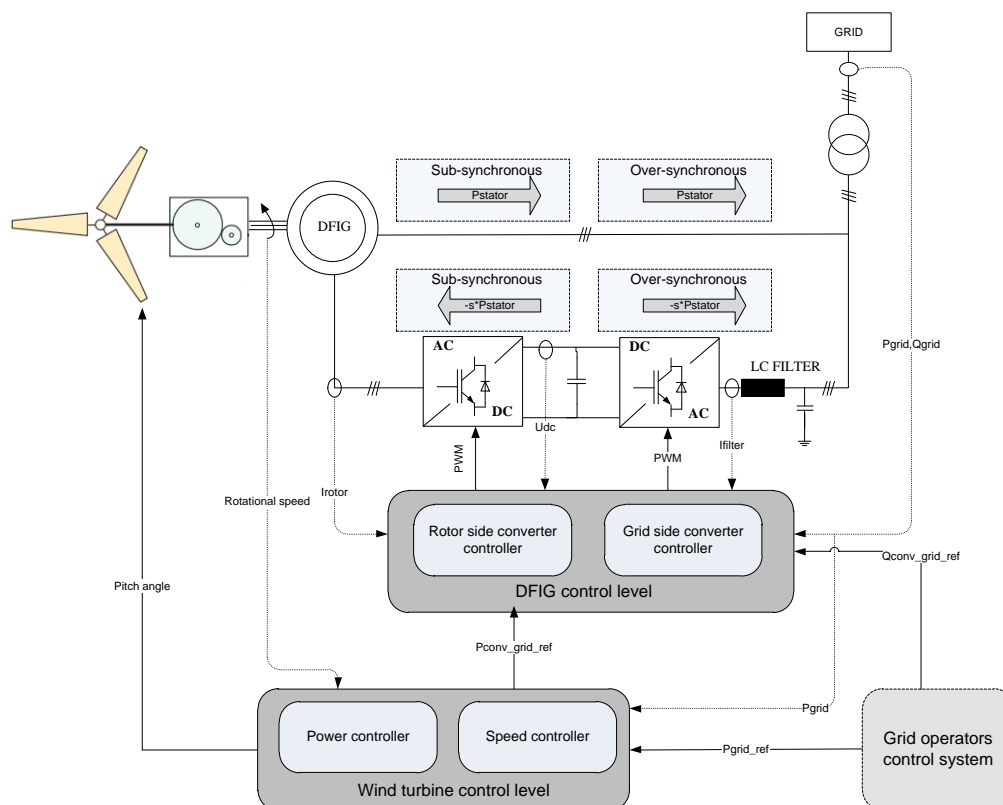 GRID
Sub-synchronous
Pstator
Over-synchronous
Pstator
DFIG
Sub-synchronous
-s*Pstator
Over-synchronous
-s*Pstator
Pgrid,Qgrid
AC
DC
DC
AC
LC FILTER
Udc
Ifilter
PWM
PWM
Irotor
Rotational speed
Rotor side converter
controller
Grid side converter
controller
DFIG control level
Qconv_grid_ref
Pitch angle
Pconv_grid_ref
Pgrid
Power controller
Speed controller
Wind turbine control level
Pgrid_ref
Grid operators
control system